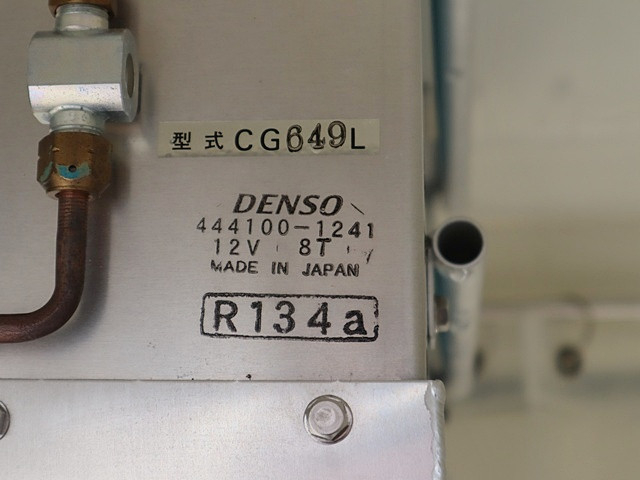 型式 CG649L
DENSO
444100-1241
12V 8T
MADE IN JAPAN
R134a